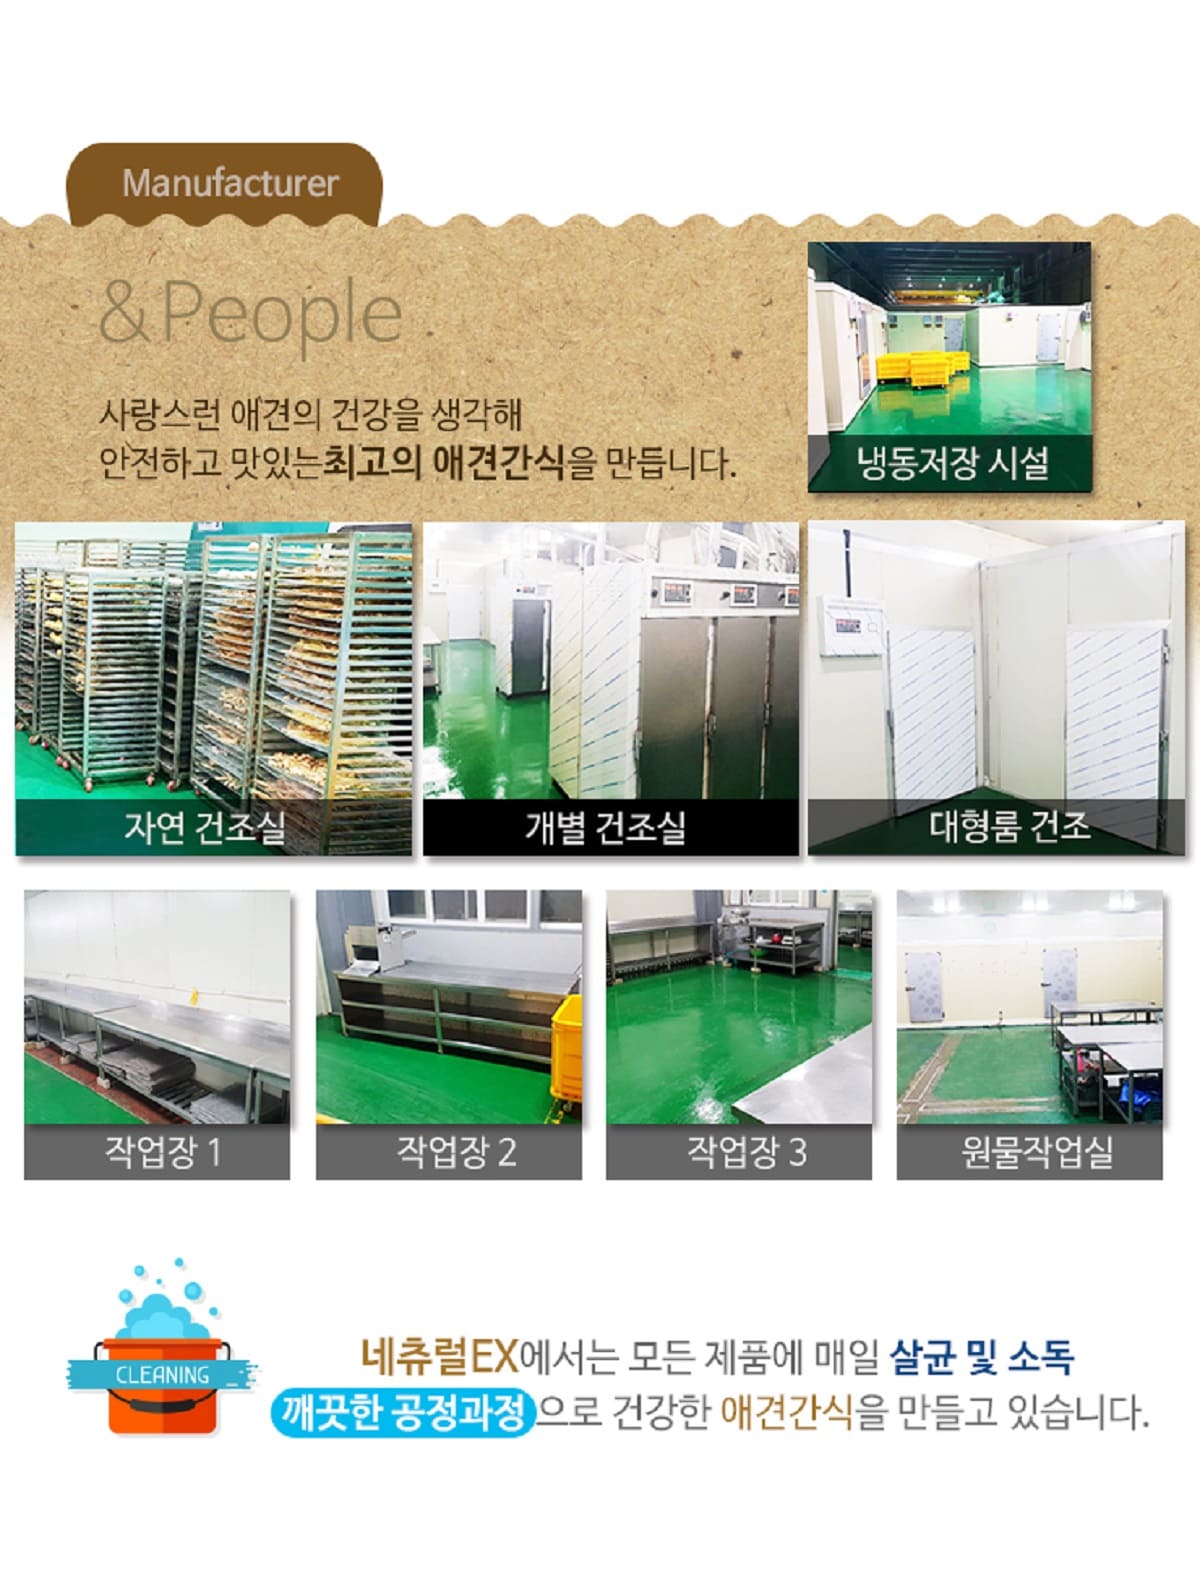 Manufacturer
&People
사랑스런 애견의 건강을 생각해
안전하고 맛있는최고의 애견간식을 만듭니다.
냉동저장 시설
자연 건조실
개별 건조실
대형룸 건조
작업장 1
작업장 2
작업장 3
원물작업실
CLEANING
네츄럴EX에서는 모든 제품에 매일 살균 및 소독
깨끗한 공정과정으로 건강한 애견간식을 만들고 있습니다.